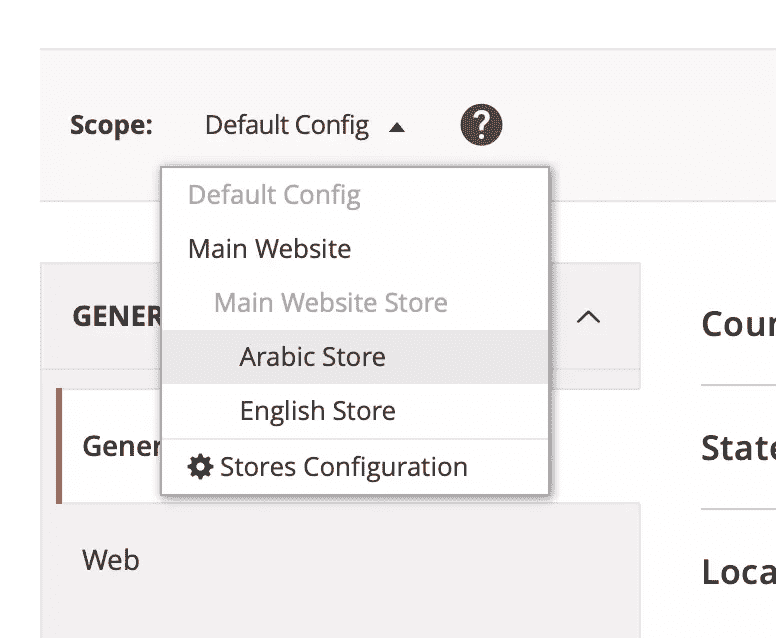 Scope: Default Config
Default Config
Main Website
Main Website Store
Arabic Store
English Store
Stores Configuration
GENER
Gener
Web
Coun
State
Loca